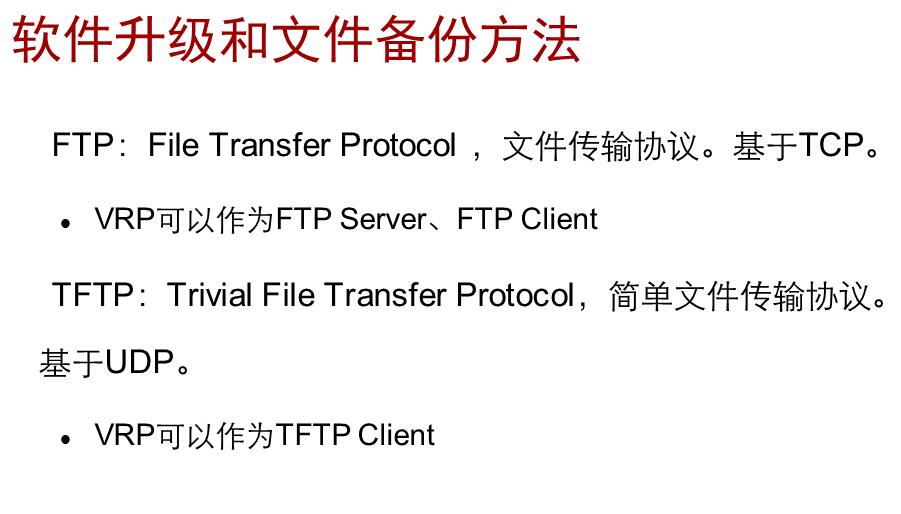 软件升级和文件备份方法
FTP：File Transfer Protocol ，文件传输协议。基于TCP。
● VRP可以作为FTP Server、FTP Client
TFTP：Trivial File Transfer Protocol，简单文件传输协议。
基于UDP。
● VRP可以作为TFTP Client